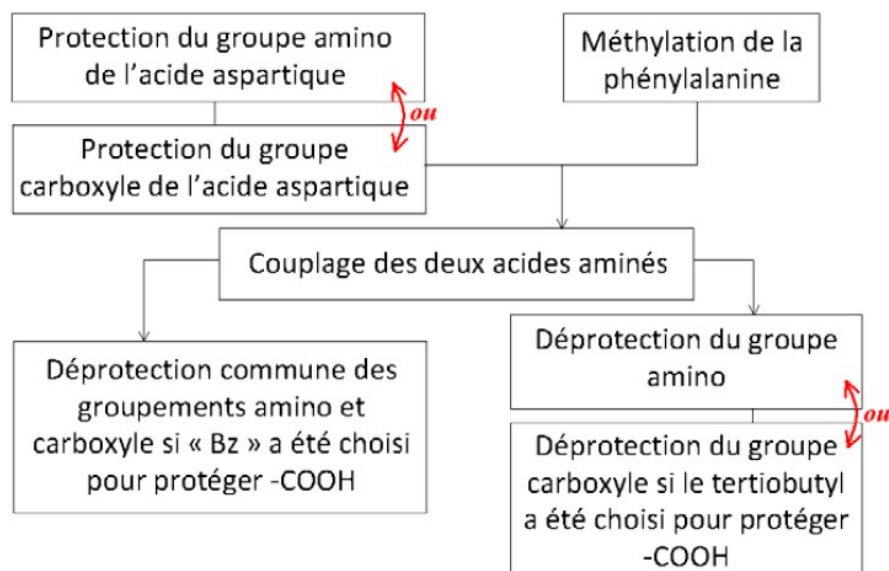 Protection du groupe amino
de l'acide aspartique
Méthylation de la
phénylalanine
ou
Protection du groupe
carboxyle de l'acide aspartique
Couplage des deux acides aminés
Déprotection commune des
groupements amino et
carboxyle si « Bz » a été choisi
pour protéger -COOH
Déprotection du groupe
amino
ou
Déprotection du groupe
carboxyle si le tertiobutyl
a été choisi pour protéger
-COOH